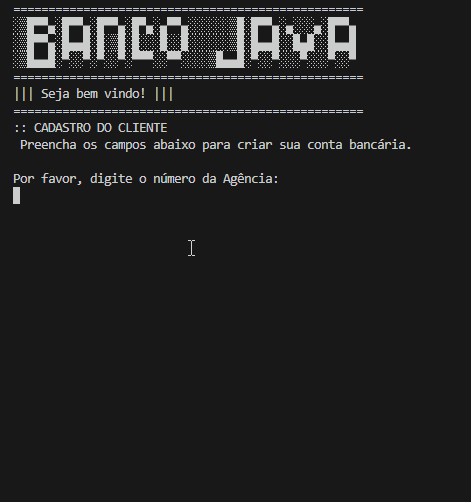 ==================================================
BANCO JAVA
==================================================
||| Seja bem vindo! |||
==================================================
:: CADASTRO DO CLIENTE
Preencha os campos abaixo para criar sua conta bancária.
Por favor, digite o número da Agência: